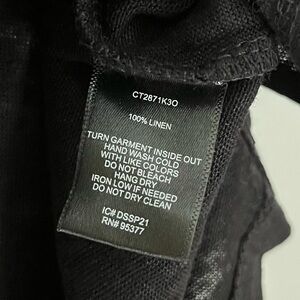 CT2871K3O
100% LINEN
TURN GARMENT INSIDE OUT
HAND WASH COLD
WITH LIKE COLORS
DO NOT BLEACH
HANG DRY
IRON LOW IF NEEDED
DO NOT DRY CLEAN
IC# DSSP21
RN# 95377